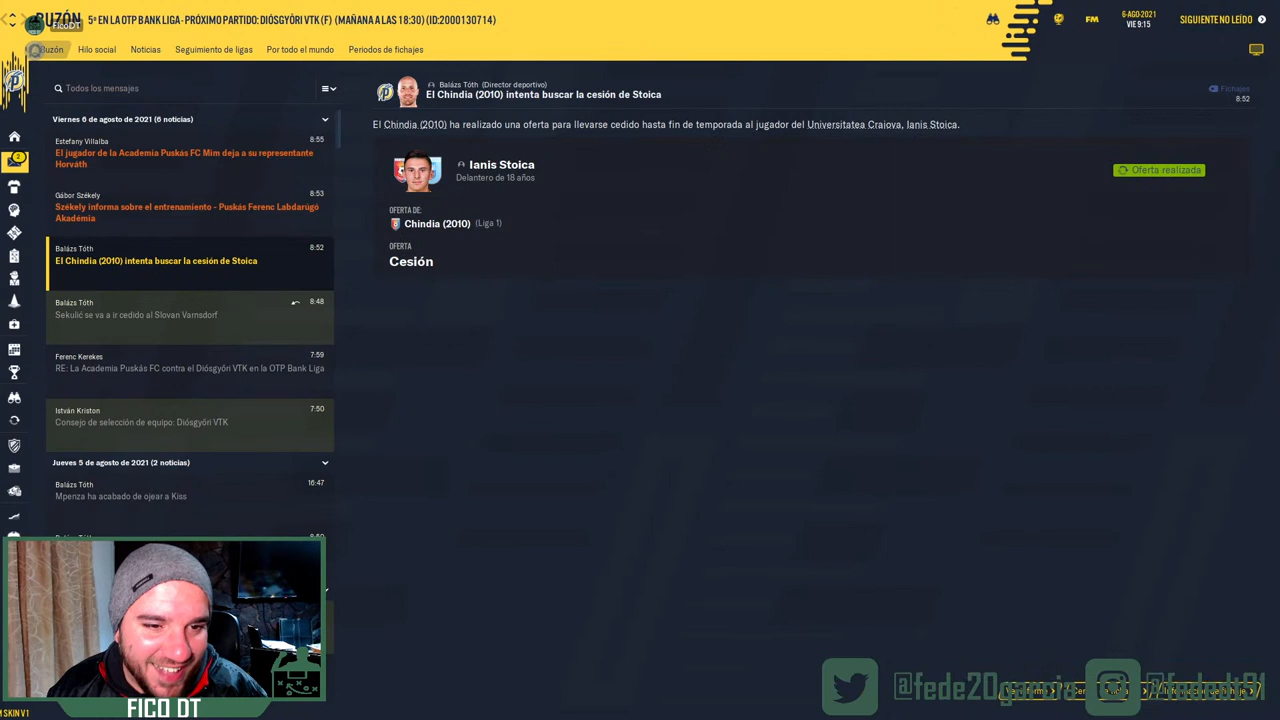 BUZÓN
5º EN LA OTP BANK LIGA - PRÓXIMO PARTIDO: DIÓSGYŐRI VTK (F) (MAÑANA A LAS 18:30) (ID:2000130714)
FicoDT
FM
6-AGO-2021
VIE 9:15
SIGUIENTE NO LEÍDO
Buzón
Hilo social
Noticias
Seguimiento de ligas
Por todo el mundo
Periodos de fichajes
Todos los mensajes
Viernes 6 de agosto de 2021 (6 noticias)
Estefany Villalba
8:55
El jugador de la Academia Puskás FC Mim deja a su representante
Horváth
Gábor Székely
8:53
Székely informa sobre el entrenamiento - Puskás Ferenc Labdarúgó
Akadémia
Balázs Tóth
8:52
El Chindia (2010) intenta buscar la cesión de Stoica
Balázs Tóth
8:48
Sekulić se va a ir cedido al Slovan Varnsdorf
Ferenc Kerekes
7:59
RE: La Academia Puskás FC contra el Diósgyőri VTK en la OTP Bank Liga
István Kriston
7:50
Consejo de selección de equipo: Diósgyőri VTK
Jueves 5 de agosto de 2021 (2 noticias)
Balázs Tóth
16:47
Mpenza ha acabado de ojear a Kiss
Balázs Tóth (Director deportivo)
El Chindia (2010) intenta buscar la cesión de Stoica
Fichajes
8:52
El Chindia (2010) ha realizado una oferta para llevarse cedido hasta fin de temporada al jugador del Universitatea Craiova, Ianis Stoica.
Ianis Stoica
Delantero de 18 años
Oferta realizada
OFERTA DE:
Chindia (2010) (Liga 1)
OFERTA
Cesión
2
FICO DT
SKIN V1
@fede20garcia